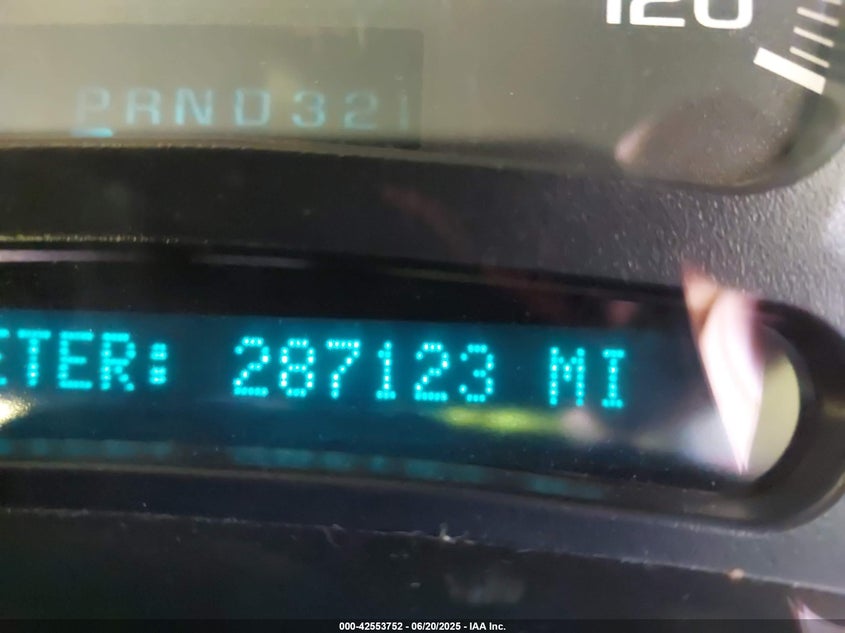 120
PRND321
ETER: 287123 MI
000-42553752 - 06/20/2025 - IAA Inc.